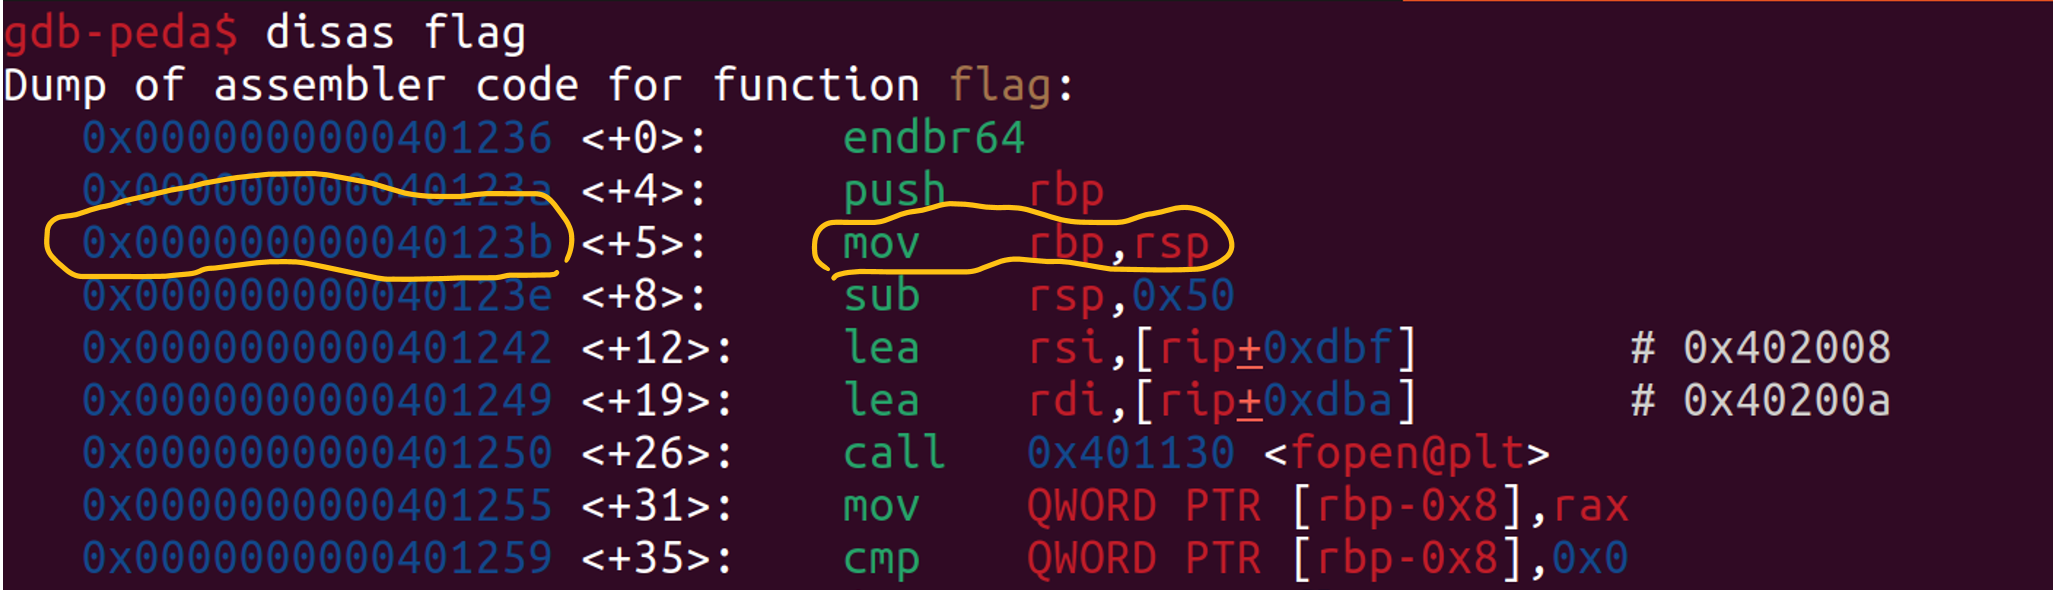 gdb-peda$ disas flag
Dump of assembler code for function flag:
0x0000000000401236 <+0>: endbr64
0x000000000040123a <+4>: push rbp
0x000000000040123b <+5>: mov rbp,rsp
0x000000000040123e <+8>: sub rsp,0x50
0x0000000000401242 <+12>: lea rsi,[rip+0xdbf] # 0x402008
0x0000000000401249 <+19>: lea rdi,[rip+0xdba] # 0x40200a
0x0000000000401250 <+26>: call 0x401130 <fopen@plt>
0x0000000000401255 <+31>: mov QWORD PTR [rbp-0x8],rax
0x0000000000401259 <+35>: cmp QWORD PTR [rbp-0x8],0x0